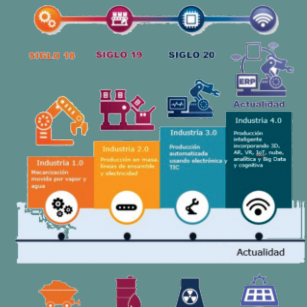 SIGLO 18
SIGLO 19
SIGLO 20
ERP
Actualidad
Industria 4.0
Producción
inteligente
incorporando 3D,
AR, VR, IoT, nube,
analítica y Big Data
y cognitiva
Industria 3.0
Producción
automatizada
usando electrónica y
TIC
Industria 2.0
Producción en masa,
líneas de ensamble
y electricidad
Industria 1.0
Mecanización
movida por vapor y
agua
Actualidad